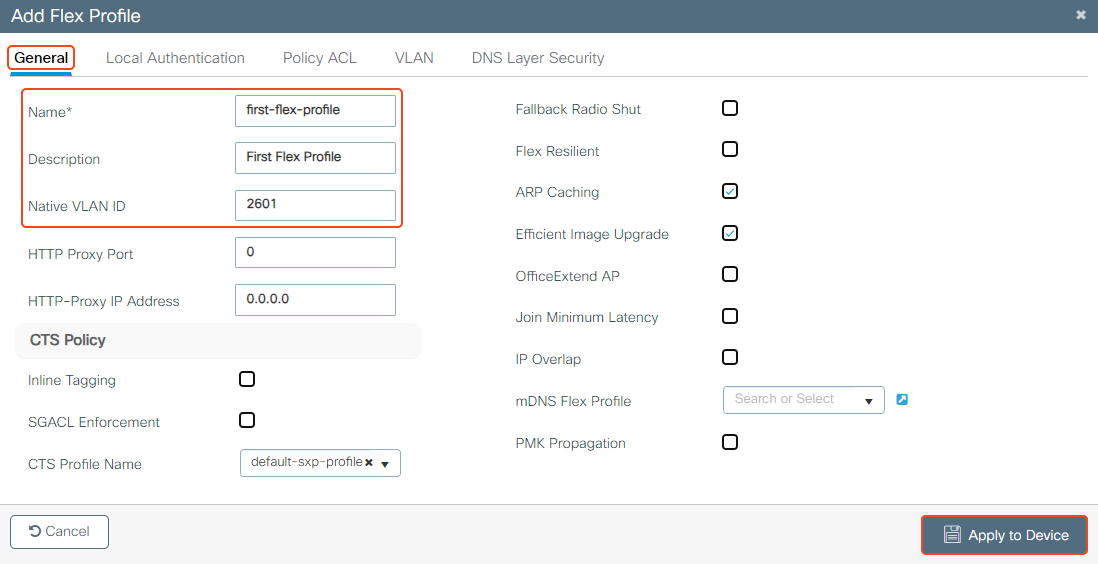 Add Flex Profile
General
Local Authentication
Policy ACL
VLAN
DNS Layer Security
Name*
first-flex-profile
Description
First Flex Profile
Native VLAN ID
2601
HTTP Proxy Port
0
HTTP-Proxy IP Address
0.0.0.0
CTS Policy
Inline Tagging
SGACL Enforcement
CTS Profile Name
default-sxp-profile
Fallback Radio Shut
Flex Resilient
ARP Caching
Efficient Image Upgrade
OfficeExtend AP
Join Minimum Latency
IP Overlap
mDNS Flex Profile
Search or Select
PMK Propagation
Cancel
Apply to Device